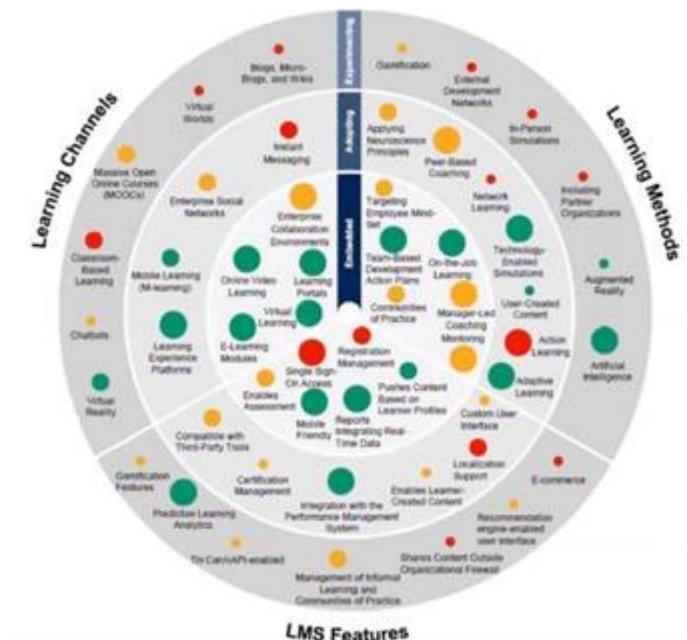 Experimenting
Adopting
Embedded
Learning Channels
Blogs, Micro-
Blogs, and Wikis
Virtual
Worlds
Massive Open
Online Courses
(MOOCs)
Classroom-
Based
Learning
Chatbots
Virtual
Reality
Instant
Messaging
Enterprise Social
Networks
Mobile Learning
(M-learning)
Learning
Experience
Platforms
Enterprise
Collaboration
Environments
Online Video
Learning
Learning
Portals
Virtual
Learning
E-Learning
Modules
Learning Methods
Gamification
External
Development
Networks
In-Person
Simulations
Including
Partner
Organizations
Augmented
Reality
Artificial
Intelligence
Applying
Neuroscience
Principles
Peer-Based
Coaching
Network
Learning
Technology-
Enabled
Simulations
User-Created
Content
Action
Learning
Adaptive
Learning
Targeting
Employee Mind-
Set
Team-Based
Development
Action Plans
On-the-Job
Learning
Communities
of Practice
Manager-Led
Coaching
Mentoring
LMS Features
Registration
Management
Single Sign-
On Access
Enables
Assessment
Mobile
Friendly
Reports
Integrating Real-
Time Data
Pushes Content
Based on
Learner Profiles
Custom User
Interface
Compatible with
Third-Party Tools
Certification
Management
Integration with the
Performance-Management
System
Enables Learner-
Created Content
Localization
Support
Gamification
Features
Predictive Learning
Analytics
Tin Can/xAPI-enabled
Management of Informal
Learning and
Communities of Practice
Shares Content Outside
Organizational Firewall
Recommendation
engine-enabled
user interface
E-commerce